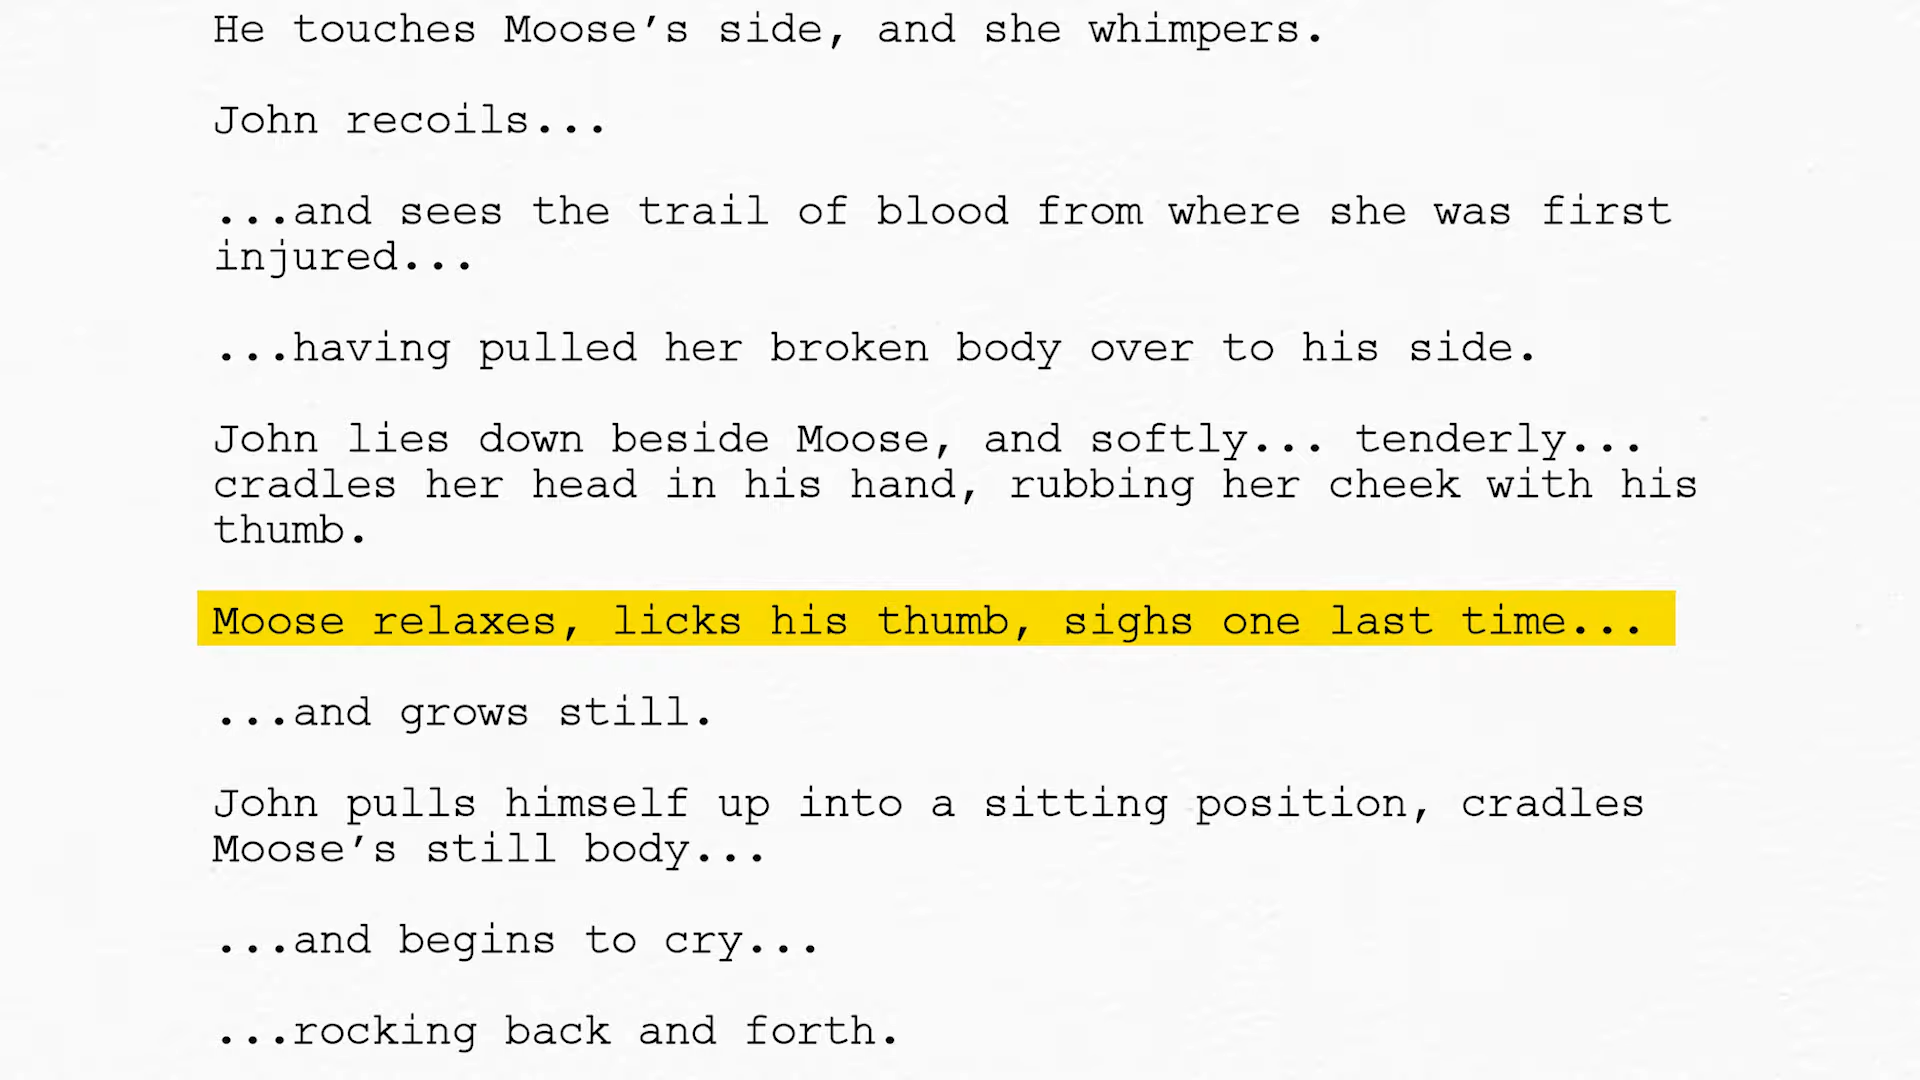 He touches Moose’s side, and she whimpers.
John recoils...
...and sees the trail of blood from where she was first
injured...
...having pulled her broken body over to his side.
John lies down beside Moose, and softly... tenderly...
cradles her head in his hand, rubbing her cheek with his
thumb.
Moose relaxes, licks his thumb, sighs one last time...
...and grows still.
John pulls himself up into a sitting position, cradles
Moose’s still body...
...and begins to cry...
...rocking back and forth.